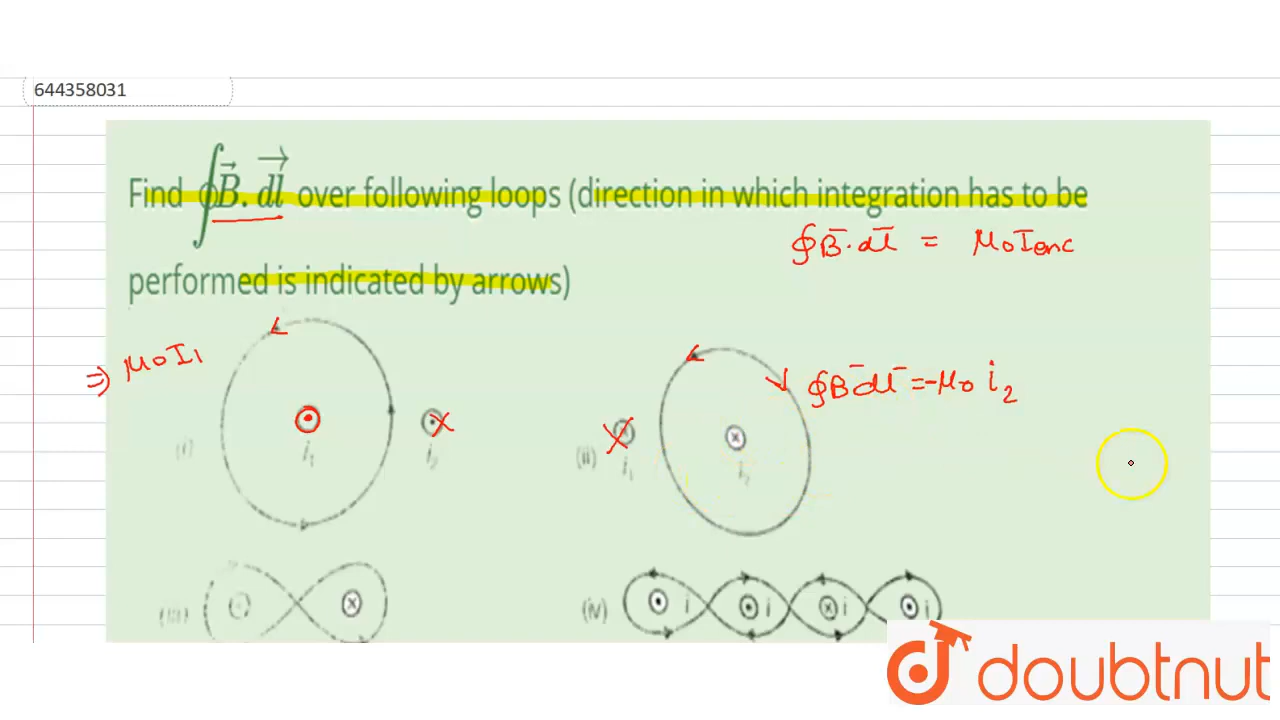 644358031
Find ∮B⃗. d⃗l over following loops (direction in which integration has to be
∮B̄.dl̄ = μ0Ienc
performed is indicated by arrows)
⇒ μ0I1
∮B̄dl̄ = -μ0 i2
(i) i1 i2
(ii) i1 i2
(iii)
(iv) i i i i
doubtnut